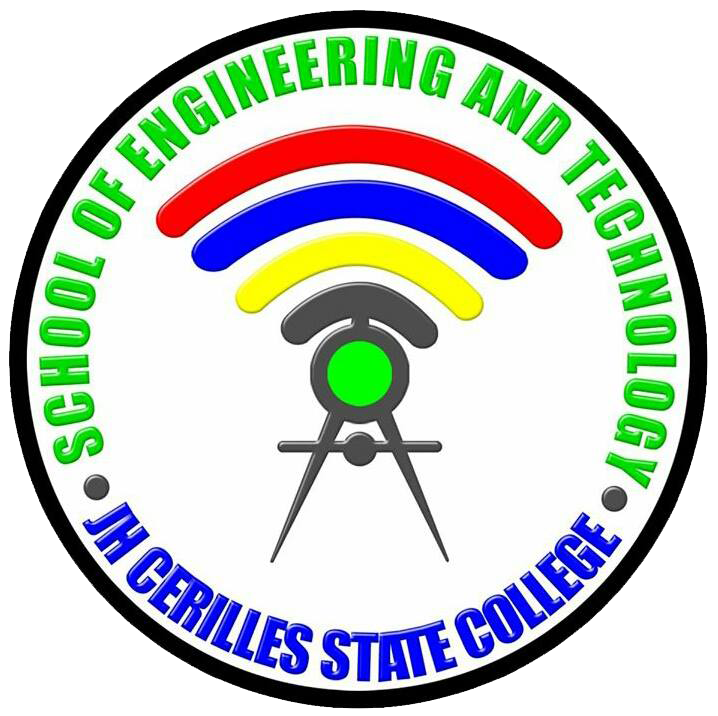 SCHOOL OF ENGINEERING AND TECHNOLOGY
JH CERILLES STATE COLLEGE